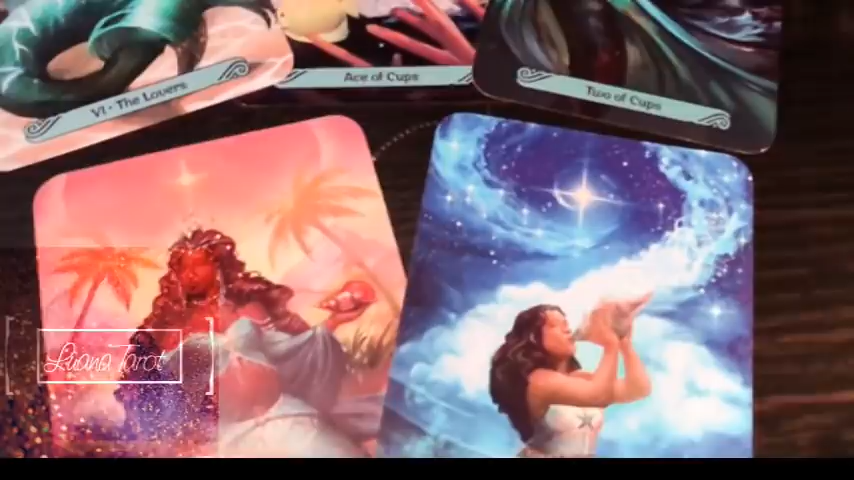 VI • The Lovers
Ace of Cups
Two of Cups
Luana Tarot